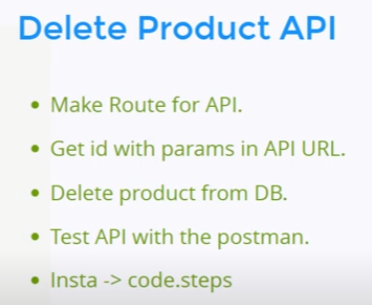 Delete Product API
• Make Route for API.
• Get id with params in API URL.
• Delete product from DB.
• Test API with the postman.
• Insta -> code.steps